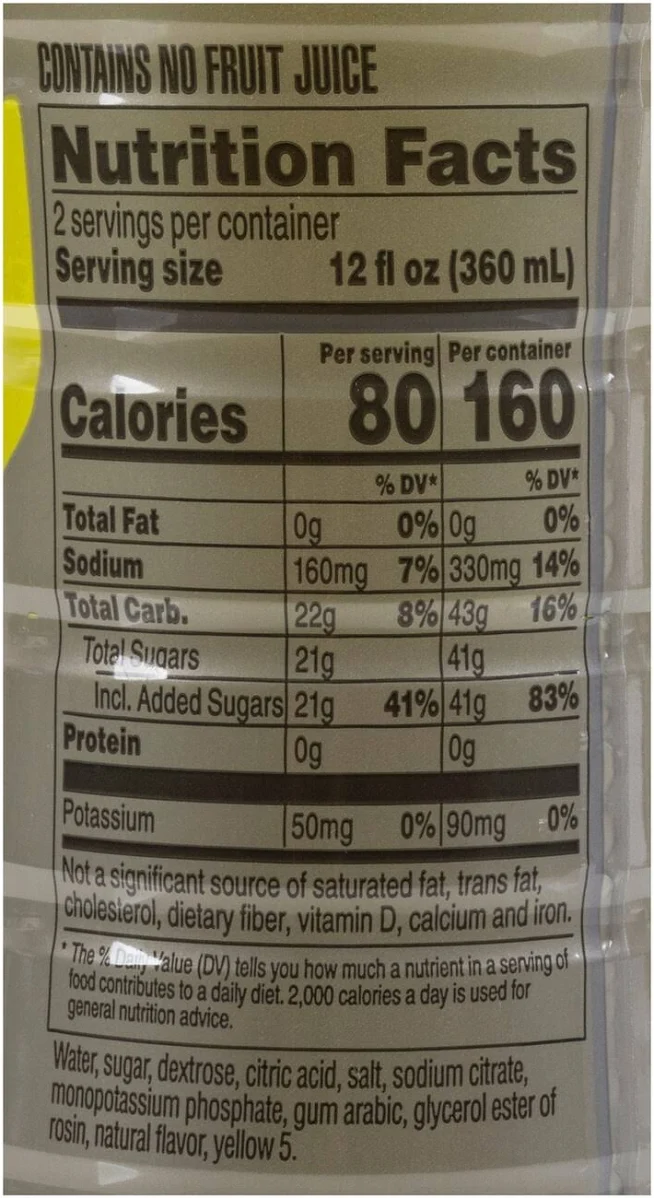 CONTAINS NO FRUIT JUICE
Nutrition Facts
2 servings per container
Serving size 12 fl oz (360 mL)
Per serving Per container
Calories 80 160
% DV* % DV*
Total Fat 0g 0% 0g 0%
Sodium 160mg 7% 330mg 14%
Total Carb. 22g 8% 43g 16%
Total Sugars 21g 41g
Incl. Added Sugars 21g 41% 41g 83%
Protein 0g 0g
Potassium 50mg 0% 90mg 0%
Not a significant source of saturated fat, trans fat,
cholesterol, dietary fiber, vitamin D, calcium and iron.
* The % Daily Value (DV) tells you how much a nutrient in a serving of
food contributes to a daily diet. 2,000 calories a day is used for
general nutrition advice.
Water, sugar, dextrose, citric acid, salt, sodium citrate,
monopotassium phosphate, gum arabic, glycerol ester of
rosin, natural flavor, yellow 5.